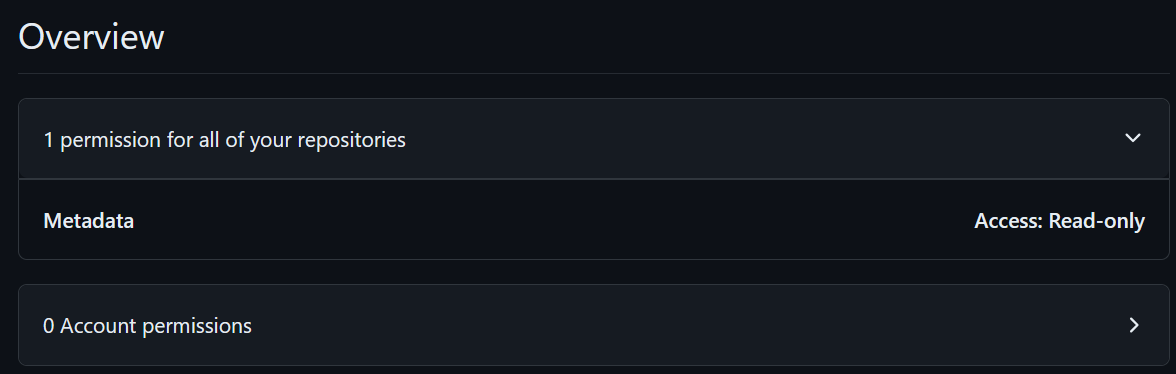 Overview
1 permission for all of your repositories
Metadata
Access: Read-only
0 Account permissions